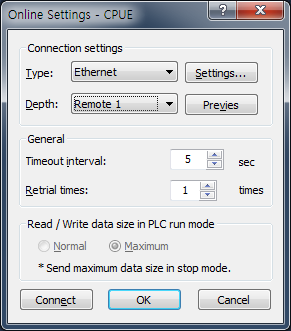 Online Settings - CPUE
?
Connection settings
Type: Ethernet Settings...
Depth: Remote 1 Previes
General
Timeout interval: 5 sec
Retrial times: 1 times
Read / Write data size in PLC run mode
Normal Maximum
* Send maximum data size in stop mode.
Connect OK Cancel